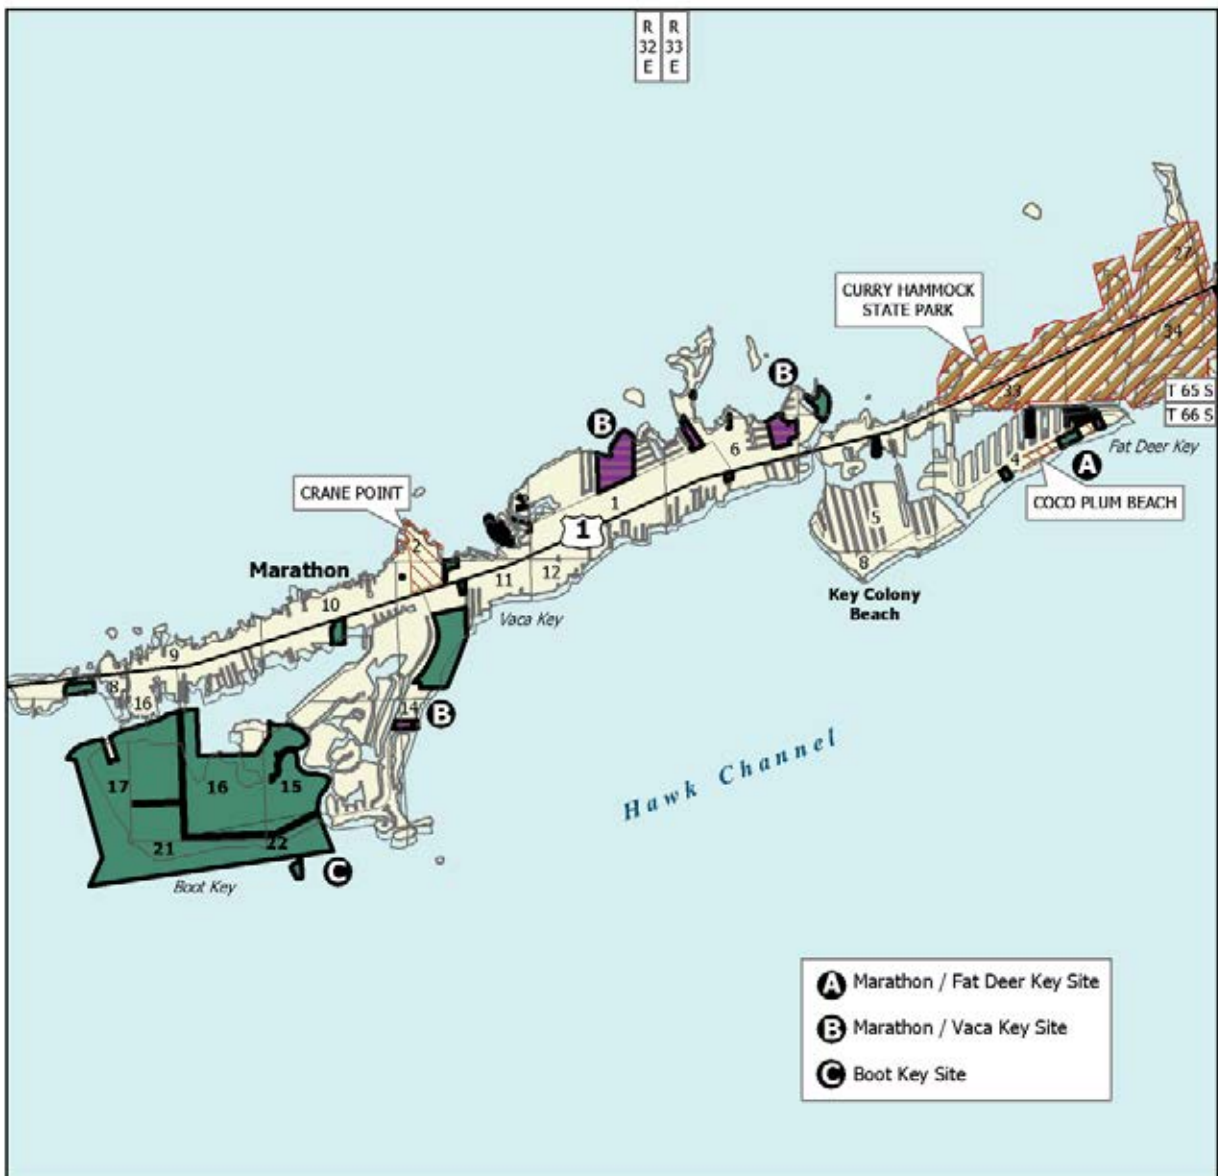 R R
32 33
E E
27
CURRY HAMMOCK
STATE PARK
34
33
T 65 S
T 66 S
B
B
6
Fat Deer Key
4
A
CRANE POINT
COCO PLUM BEACH
1
5
1
2
8
Marathon
11
12
10
Key Colony
Beach
Vaca Key
9
8
16
14
B
Hawk Channel
17
16
15
21
22
C
Boot Key
A Marathon / Fat Deer Key Site
B Marathon / Vaca Key Site
C Boot Key Site